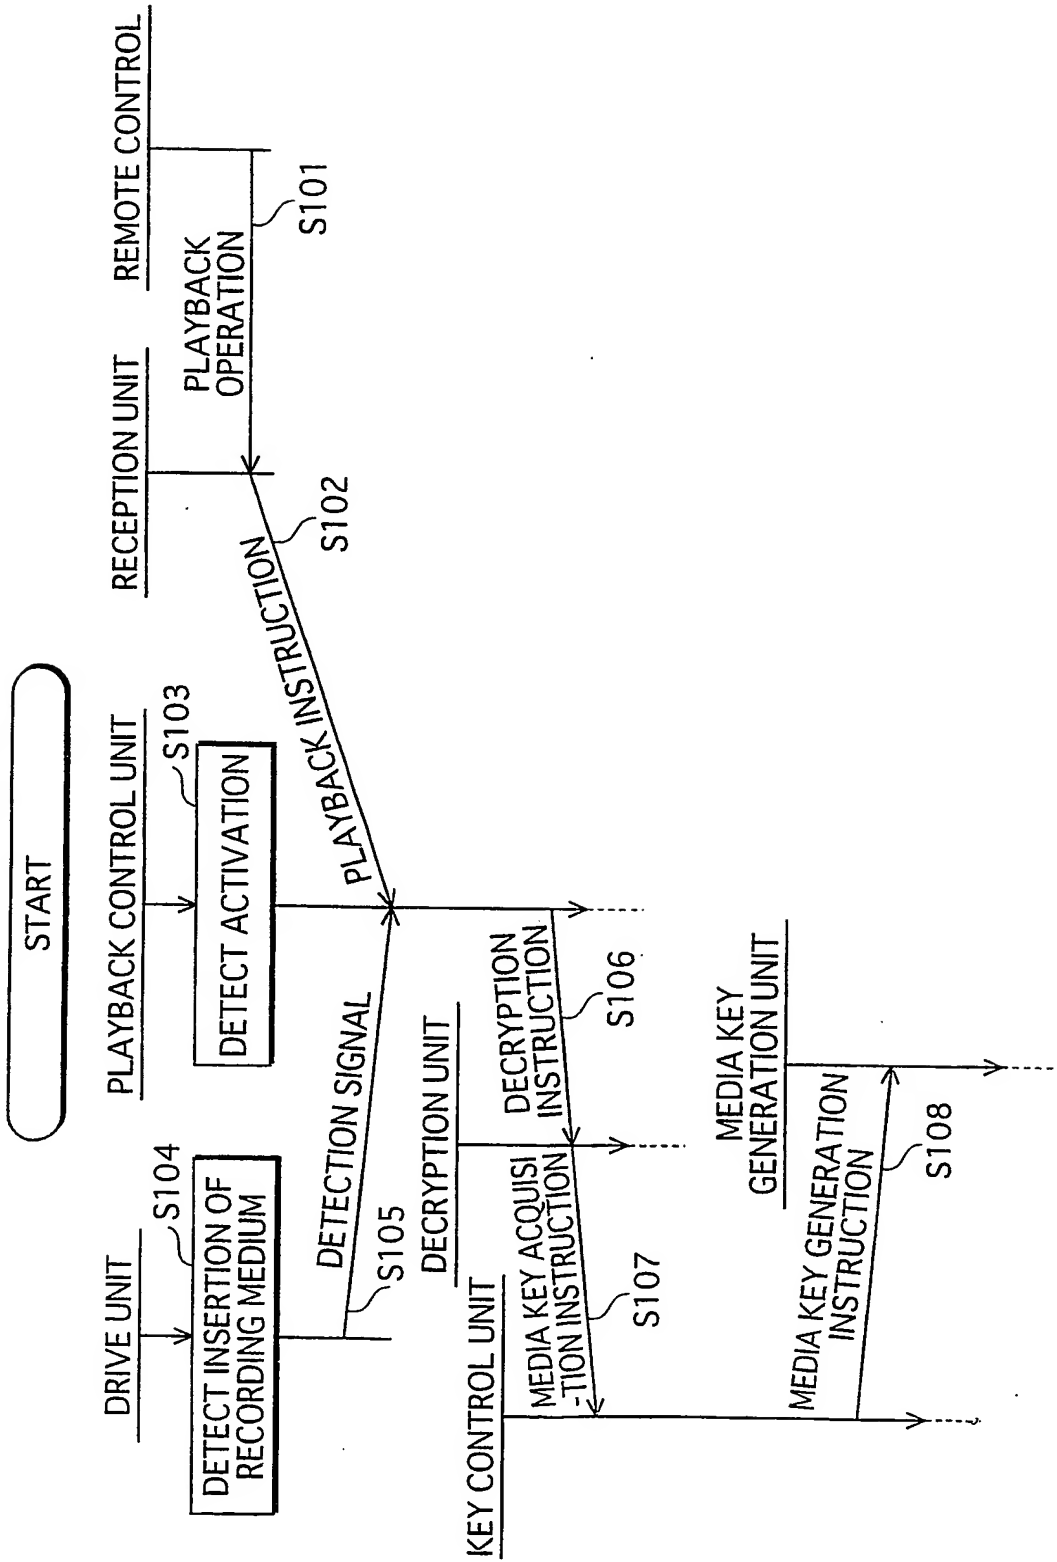 START
DRIVE UNIT
PLAYBACK CONTROL UNIT
RECEPTION UNIT
REMOTE CONTROL
S104
DETECT INSERTION OF
RECORDING MEDIUM
S103
DETECT ACTIVATION
PLAYBACK
OPERATION
S101
PLAYBACK INSTRUCTION
S102
DETECTION SIGNAL
S105
DECRYPTION UNIT
DECRYPTION
INSTRUCTION
S106
KEY CONTROL UNIT
MEDIA KEY ACQUISI
-TION INSTRUCTION
S107
MEDIA KEY
GENERATION UNIT
MEDIA KEY GENERATION
INSTRUCTION
S108